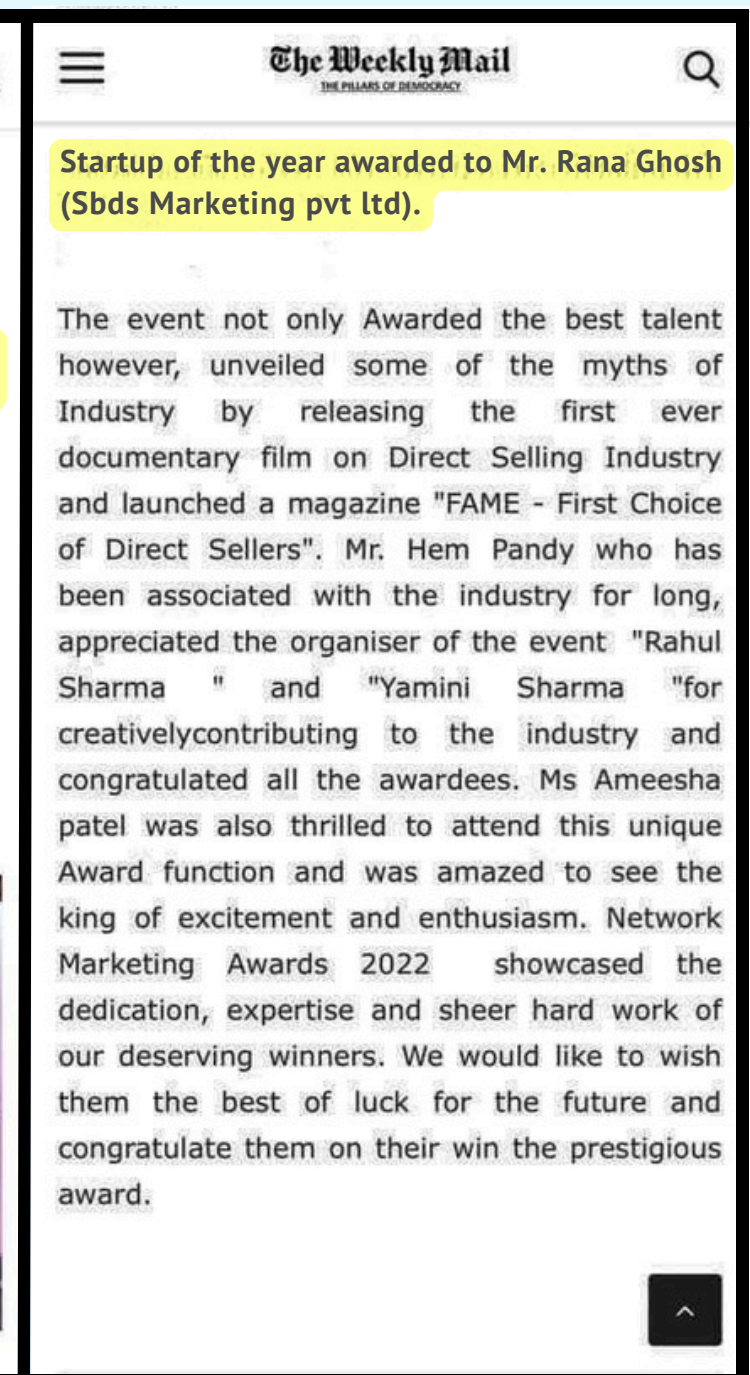 The Weekly Mail
THE PILLARS OF DEMOCRACY
Startup of the year awarded to Mr. Rana Ghosh
(Sbds Marketing pvt ltd).
The event not only Awarded the best talent
however, unveiled some of the myths of
Industry by releasing the first ever
documentary film on Direct Selling Industry
and launched a magazine "FAME - First Choice
of Direct Sellers". Mr. Hem Pandy who has
been associated with the industry for long,
appreciated the organiser of the event "Rahul
Sharma " and "Yamini Sharma "for
creativelycontributing to the industry and
congratulated all the awardees. Ms Ameesha
patel was also thrilled to attend this unique
Award function and was amazed to see the
king of excitement and enthusiasm. Network
Marketing Awards 2022 showcased the
dedication, expertise and sheer hard work of
our deserving winners. We would like to wish
them the best of luck for the future and
congratulate them on their win the prestigious
award.